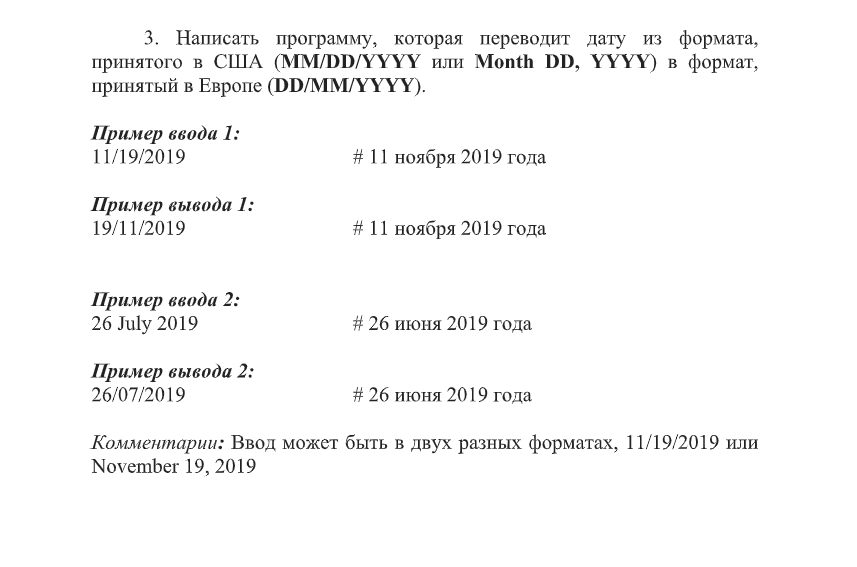 3. Написать программу, которая переводит дату из формата,
принятого в США (MM/DD/YYYY или Month DD, YYYY) в формат,
принятый в Европе (DD/MM/YYYY).
Пример ввода 1:
11/19/2019 # 11 ноября 2019 года
Пример вывода 1:
19/11/2019 # 11 ноября 2019 года
Пример ввода 2:
26 July 2019 # 26 июня 2019 года
Пример вывода 2:
26/07/2019 # 26 июня 2019 года
Комментарии: Ввод может быть в двух разных форматах, 11/19/2019 или
November 19, 2019